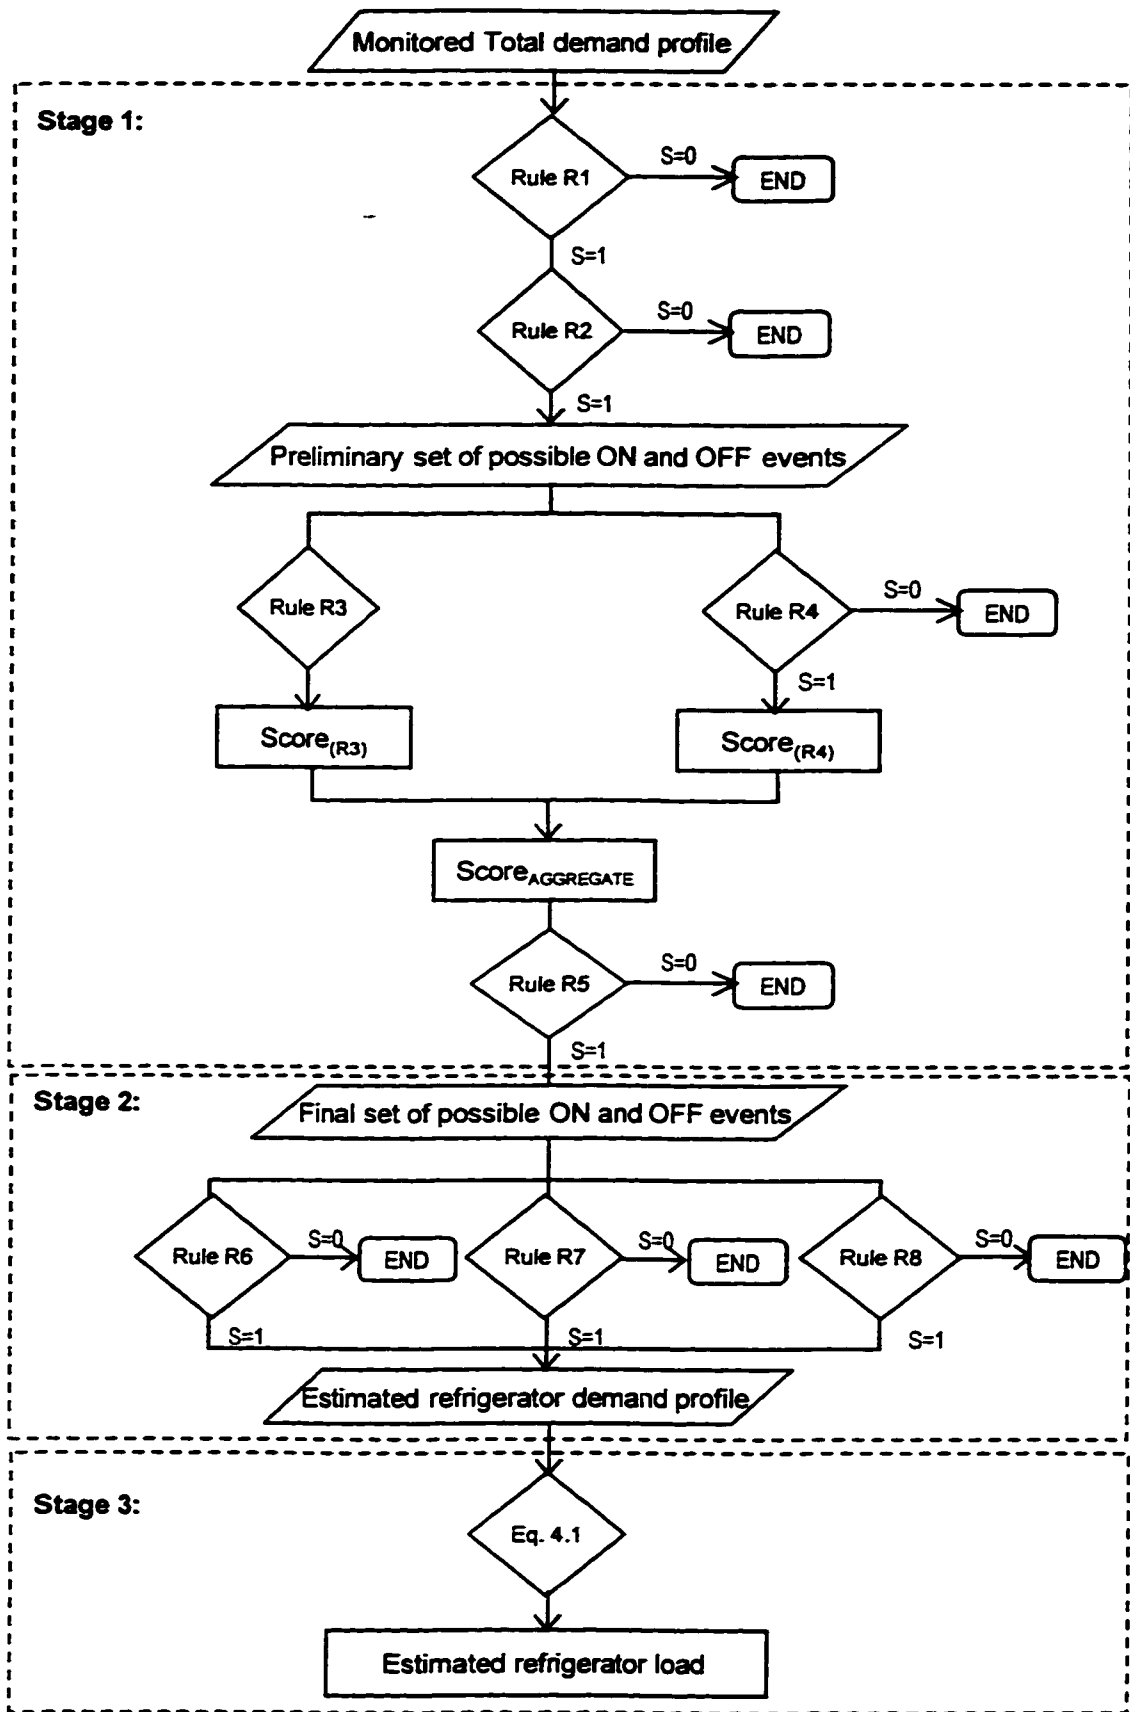 Monitored Total demand profile
Stage 1:
Rule R1
S=0
END
S=1
Rule R2
S=0
END
S=1
Preliminary set of possible ON and OFF events
Rule R3
Rule R4
S=0
END
S=1
Score(R3)
Score(R4)
ScoreAGGREGATE
Rule R5
S=0
END
S=1
Stage 2:
Final set of possible ON and OFF events
Rule R6
S=0
END
Rule R7
S=0
END
Rule R8
S=0
END
S=1
S=1
S=1
Estimated refrigerator demand profile
Stage 3:
Eq. 4.1
Estimated refrigerator load